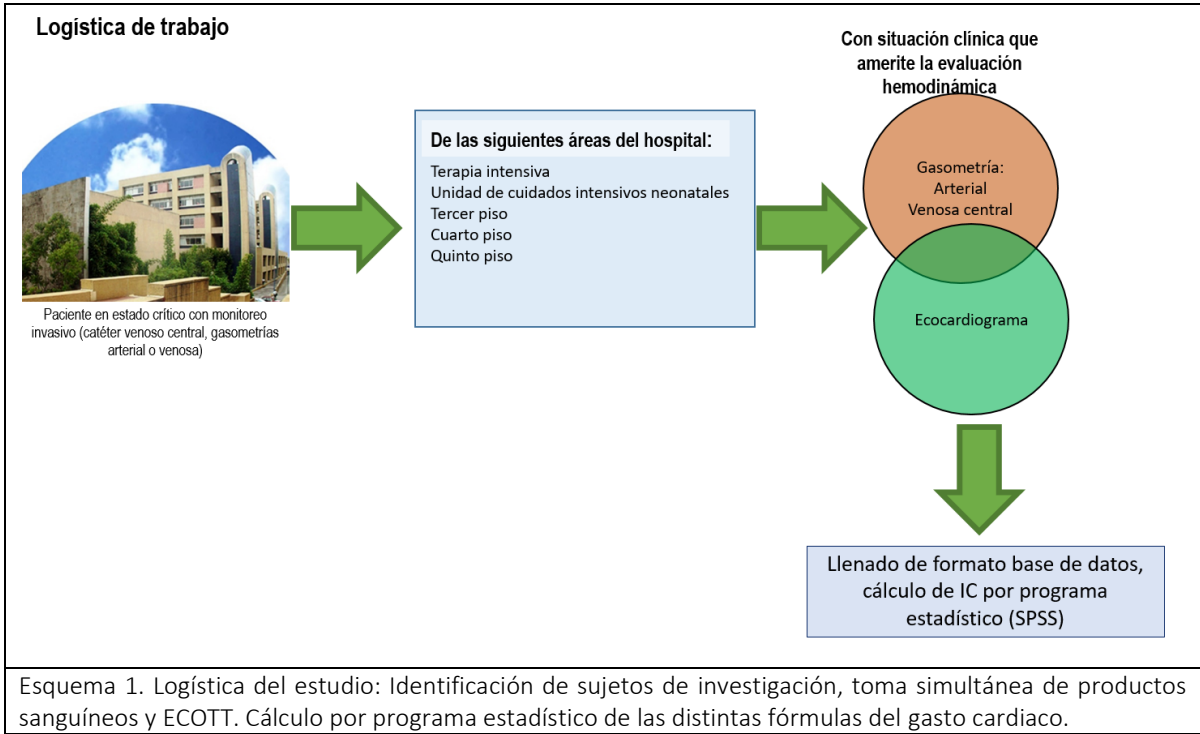 Logística de trabajo
Paciente en estado crítico con monitoreo
invasivo (catéter venoso central, gasometrías
arterial o venosa)
De las siguientes áreas del hospital:
Terapia intensiva
Unidad de cuidados intensivos neonatales
Tercer piso
Cuarto piso
Quinto piso
Con situación clínica que
amerite la evaluación
hemodinámica
Gasometría:
Arterial
Venosa central
Ecocardiograma
Llenado de formato base de datos,
cálculo de IC por programa
estadístico (SPSS)
Esquema 1. Logística del estudio: Identificación de sujetos de investigación, toma simultánea de productos
sanguíneos y ECOTT. Cálculo por programa estadístico de las distintas fórmulas del gasto cardiaco.